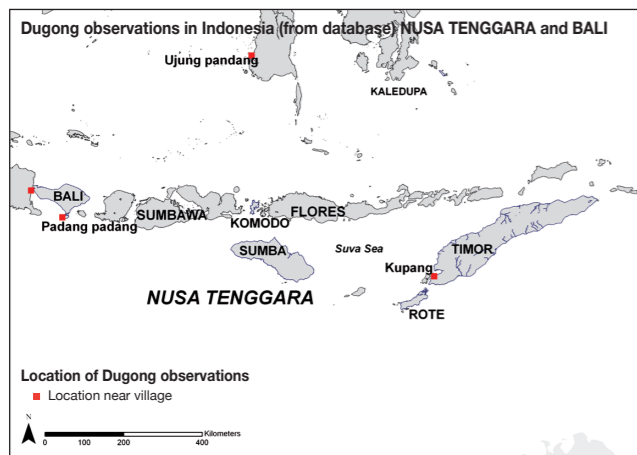 Dugong observations in Indonesia (from database) NUSA TENGGARA and BALI
Ujung pandang
KALEDUPA
BALI
Padang padang
SUMBAWA
KOMODO
FLORES
SUMBA
Suva Sea
TIMOR
Kupang
NUSA TENGGARA
ROTE
Location of Dugong observations
Location near village
N
Kilometers
0 100 200 400